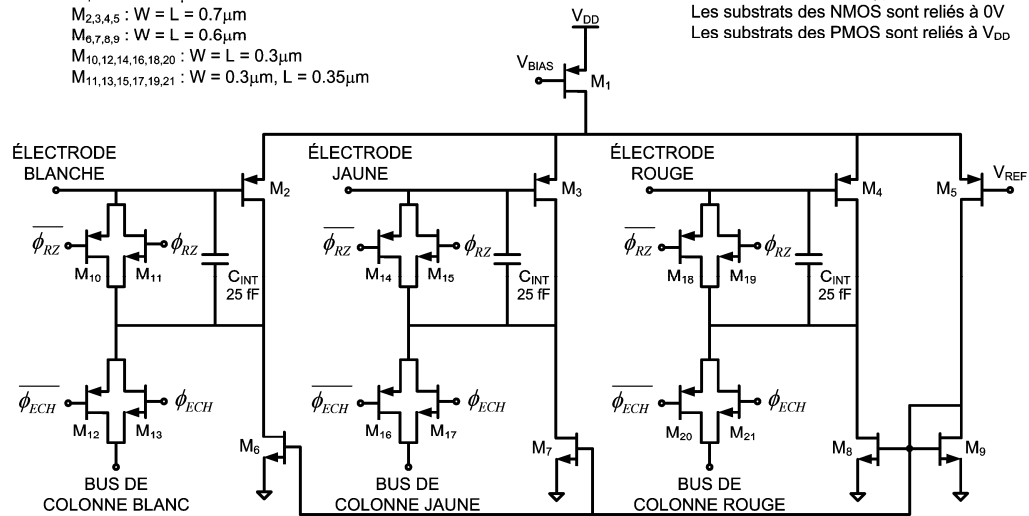 M2,3,4,5 : W = L = 0.7μm
M6,7,8,9 : W = L = 0.6μm
M10,12,14,16,18,20 : W = L = 0.3μm
M11,13,15,17,19,21 : W = 0.3μm, L = 0.35μm
Les substrats des NMOS sont reliés à 0V
Les substrats des PMOS sont reliés à VDD
VDD
VBIAS
M1
ÉLECTRODE
BLANCHE
M2
ÉLECTRODE
JAUNE
M3
ÉLECTRODE
ROUGE
M4
M5
VREF
ϕRZ
ϕRZ
M10
M11
CINT
25 fF
ϕRZ
ϕRZ
M14
M15
CINT
25 fF
ϕRZ
ϕRZ
M18
M19
CINT
25 fF
ϕECH
ϕECH
M12
M13
ϕECH
ϕECH
M16
M17
ϕECH
ϕECH
M20
M21
M6
M7
M8
M9
BUS DE
COLONNE BLANC
BUS DE
COLONNE JAUNE
BUS DE
COLONNE ROUGE